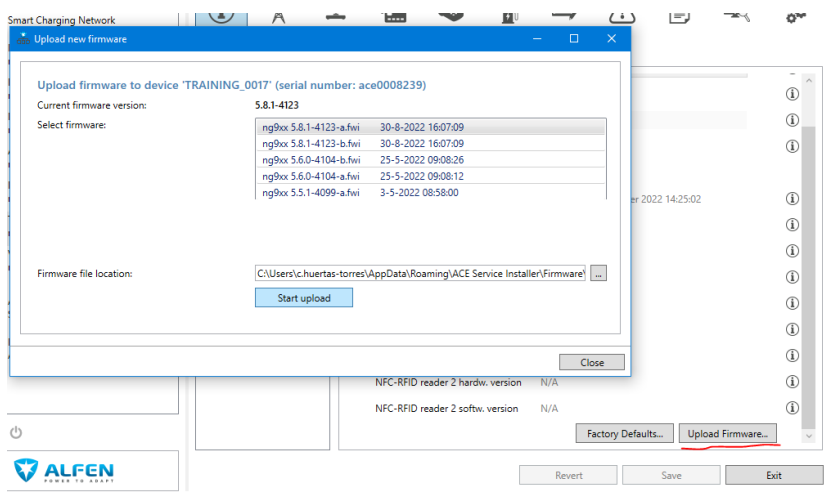 Smart Charging Network
Upload new firmware
Upload firmware to device 'TRAINING_0017' (serial number: ace0008239)
Current firmware version: 5.8.1-4123
Select firmware:
ng9xx 5.8.1-4123-a.fwi 30-8-2022 16:07:09
ng9xx 5.8.1-4123-b.fwi 30-8-2022 16:07:09
ng9xx 5.6.0-4104-b.fwi 25-5-2022 09:08:26
ng9xx 5.6.0-4104-a.fwi 25-5-2022 09:08:12
ng9xx 5.5.1-4099-a.fwi 3-5-2022 08:58:00
er 2022 14:25:02
Firmware file location: C:\Users\c.huertas-torres\AppData\Roaming\ACE Service Installer\Firmware\ ...
Start upload
Close
NFC-RFID reader 2 hardw. version N/A
NFC-RFID reader 2 softw. version N/A
Factory Defaults... Upload Firmware...
ALFEN
POWER TO ADAPT
Revert Save Exit